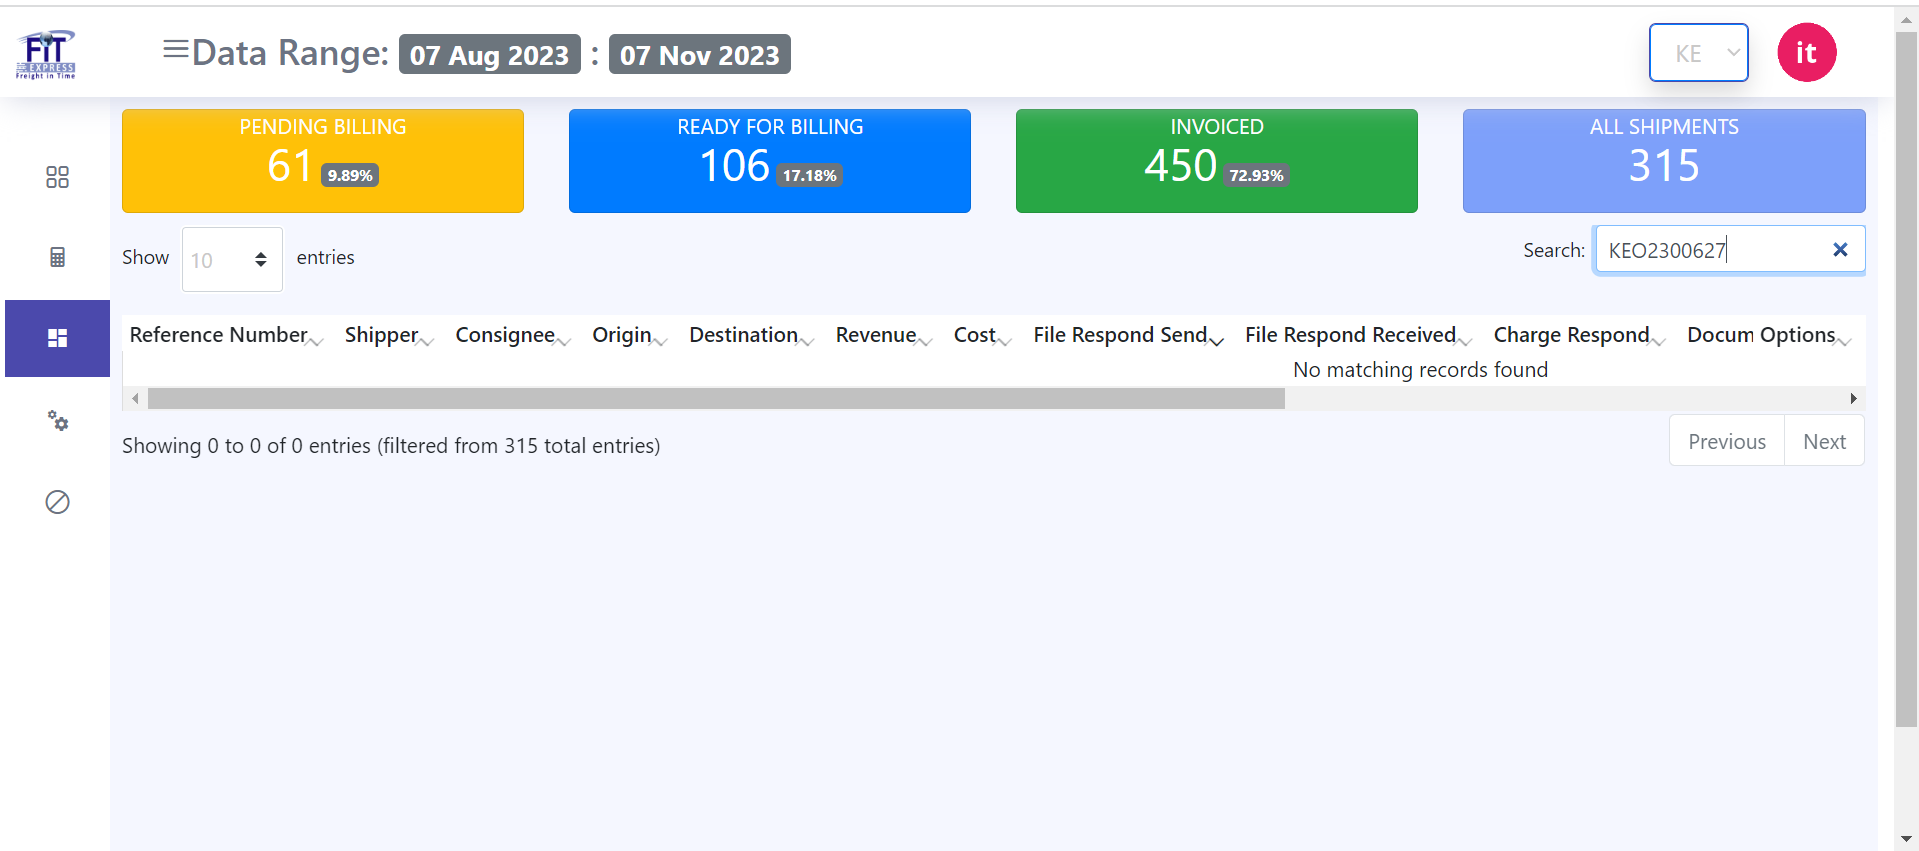 FiT
EXPRESS
Freight in Time
Data Range: 07 Aug 2023 : 07 Nov 2023
KE
it
PENDING BILLING
61 9.89%
READY FOR BILLING
106 17.18%
INVOICED
450 72.93%
ALL SHIPMENTS
315
Show 10 entries
Search: KEO2300627
Reference Number Shipper Consignee Origin Destination Revenue Cost File Respond Send File Respond Received Charge Respond Docum Options
No matching records found
Showing 0 to 0 of 0 entries (filtered from 315 total entries)
Previous Next